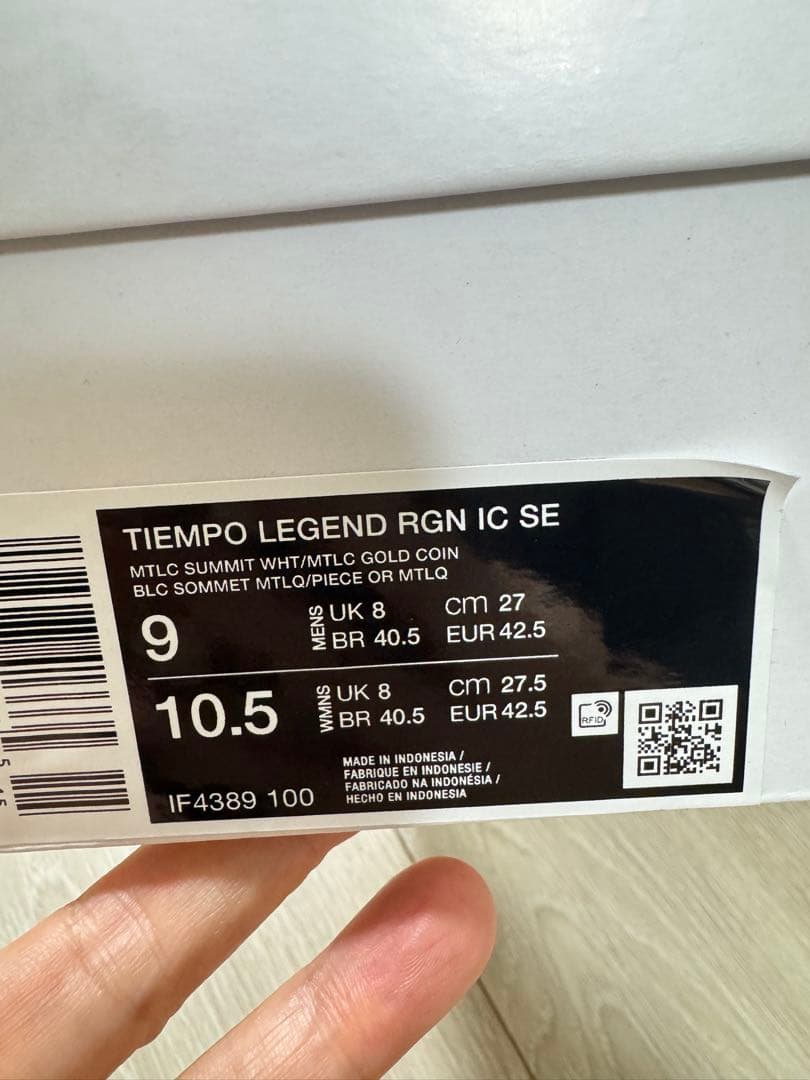 TIEMPO LEGEND RGN IC SE
MTLC SUMMIT WHT/MTLC GOLD COIN
BLC SOMMET MTLQ/PIECE OR MTLQ
9 MENS UK 8 cm 27
BR 40.5 EUR 42.5
10.5 WMNS UK 8 cm 27.5
BR 40.5 EUR 42.5
RFID
IF4389 100
MADE IN INDONESIA /
FABRIQUE EN INDONESIE /
FABRICADO NA INDONÉSIA /
HECHO EN INDONESIA